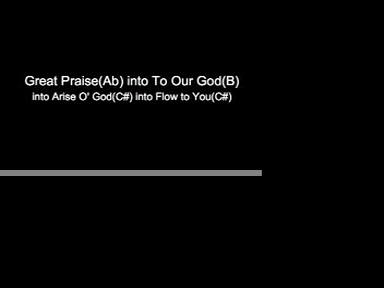 Great Praise(Ab) into To Our God(B)
into Arise O' God(C#) into Flow to You(C#)